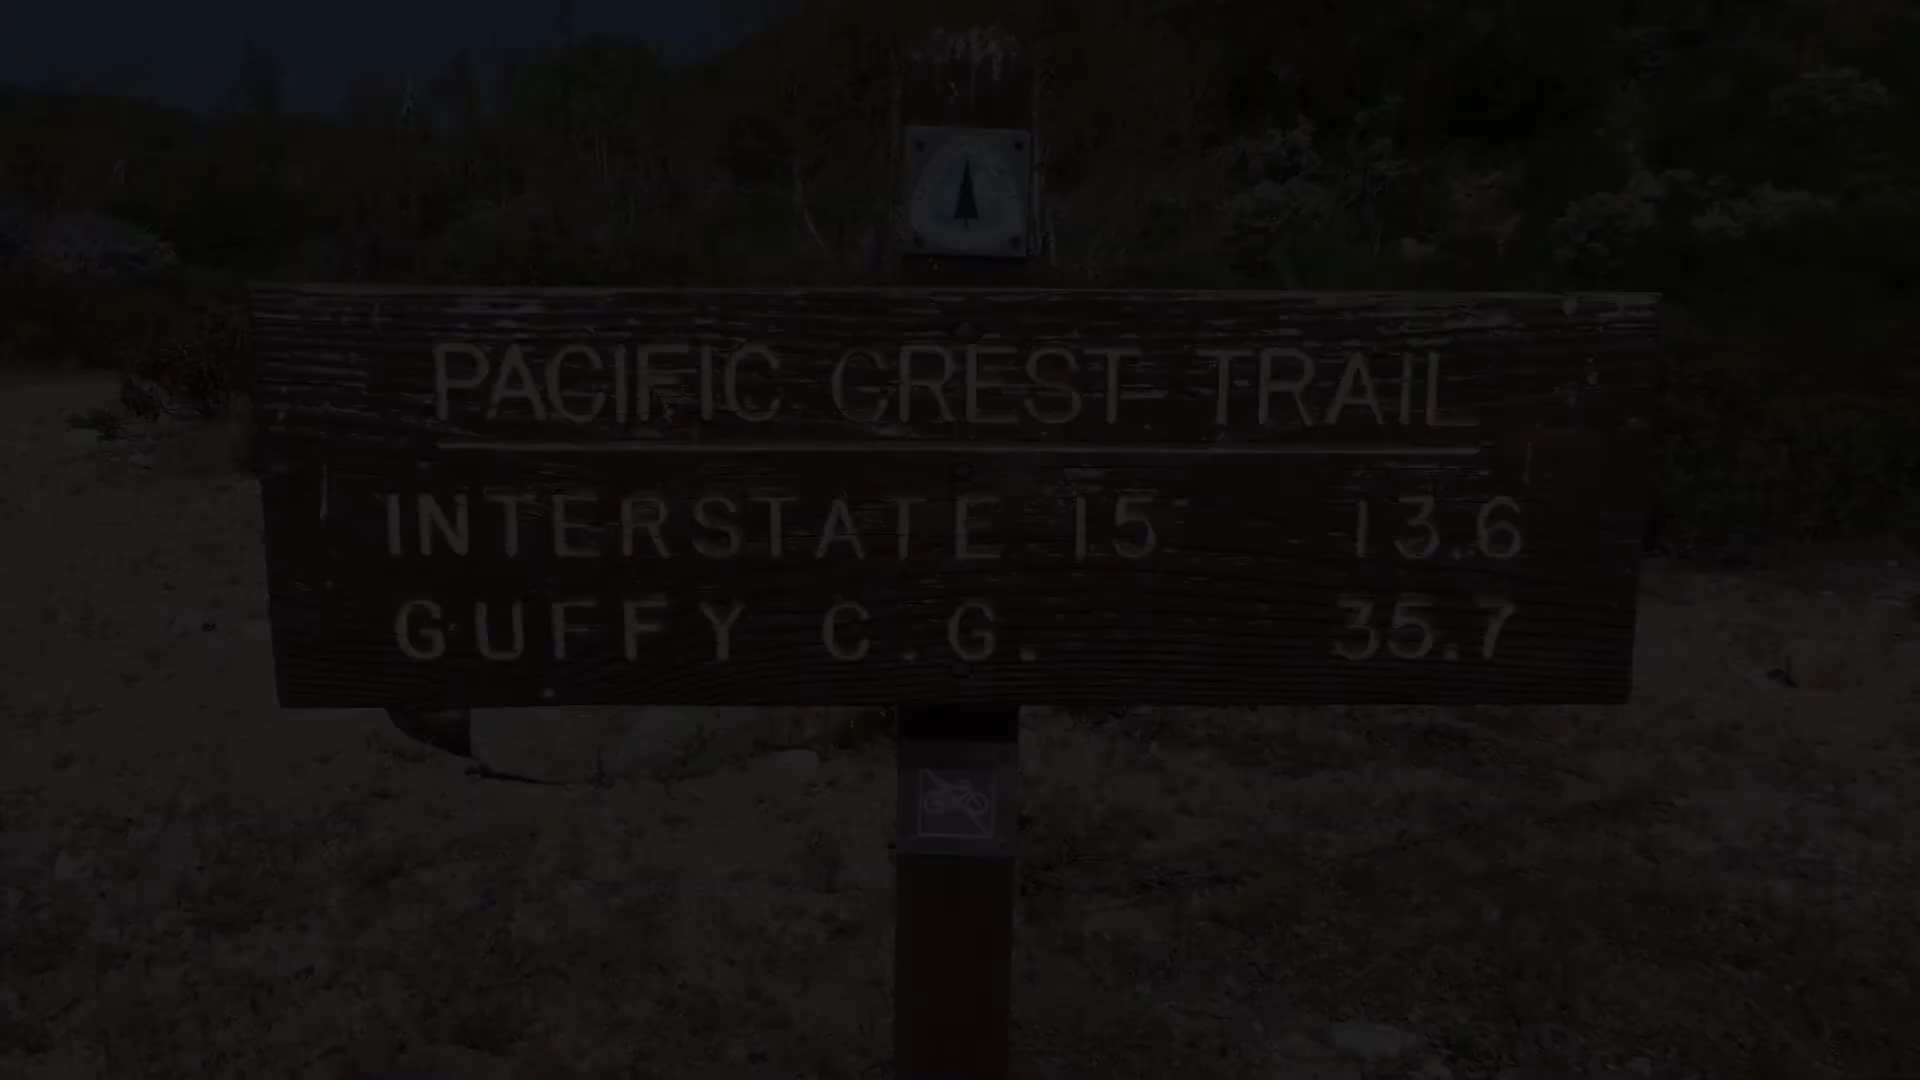 PACIFIC CREST TRAIL
INTERSTATE 15 13.6
GUFFY C.G. 35.7